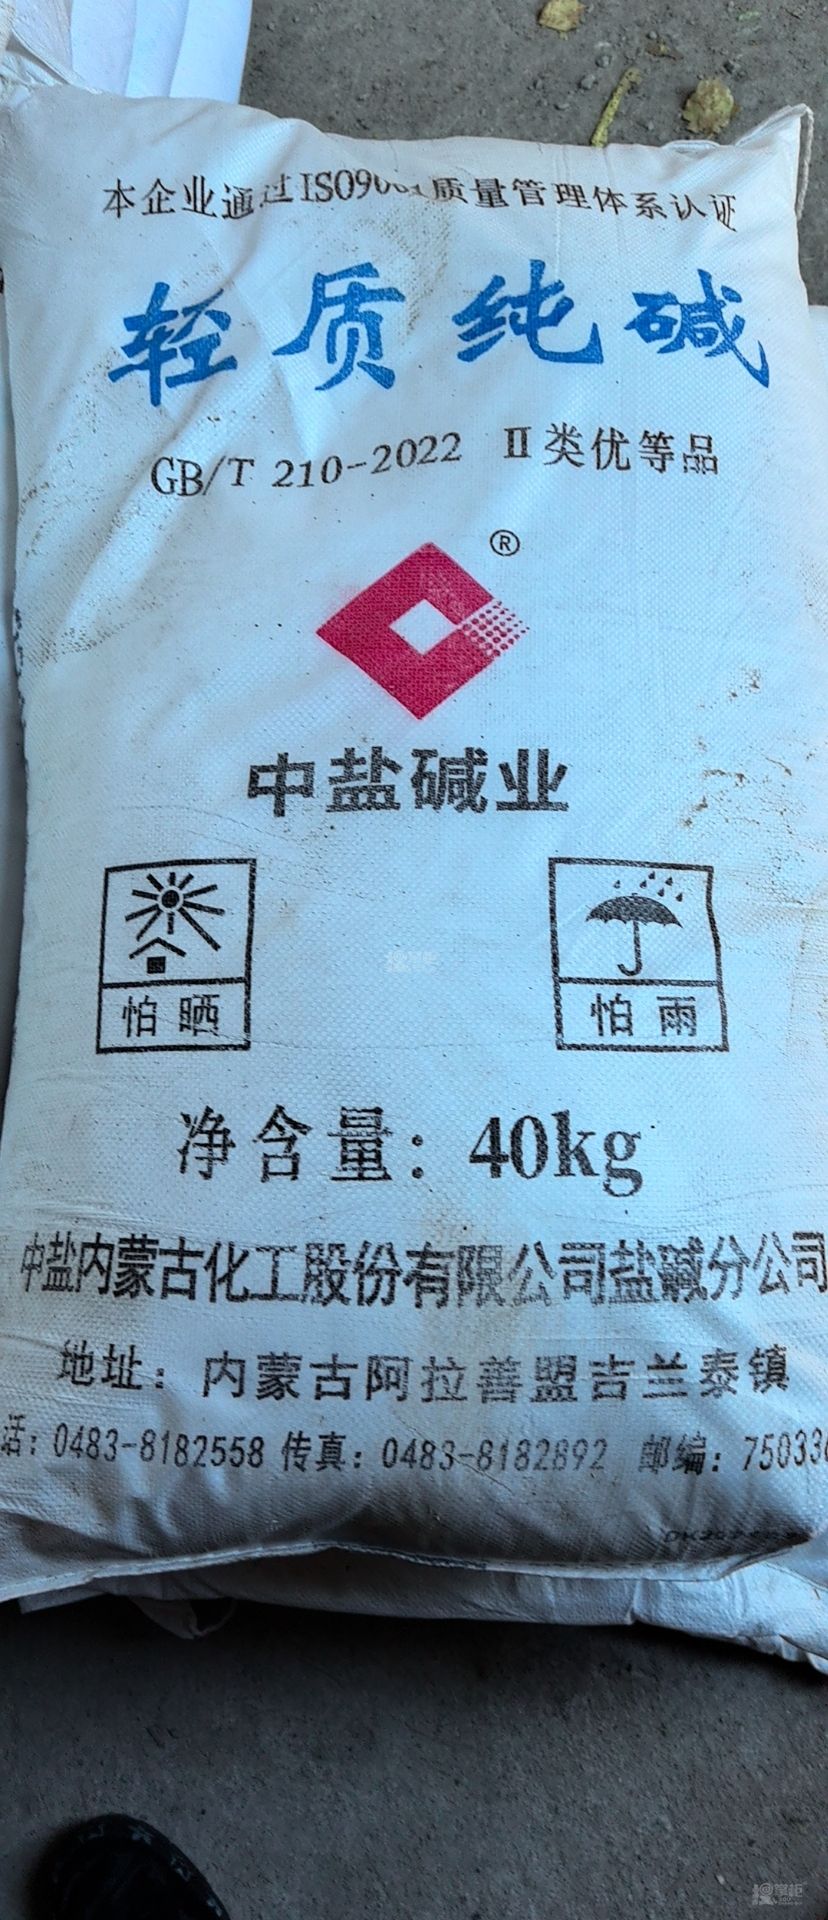 本企业通过ISO9001质量管理体系认证
轻质纯碱
GB/T 210-2022 Ⅱ类优等品
®
中盐碱业
怕晒
怕雨
净含量：40kg
中盐内蒙古化工股份有限公司盐碱分公司
地址：内蒙古阿拉善盟吉兰泰镇
话：0483-8182558 传真：0483-8182892 邮编：75033